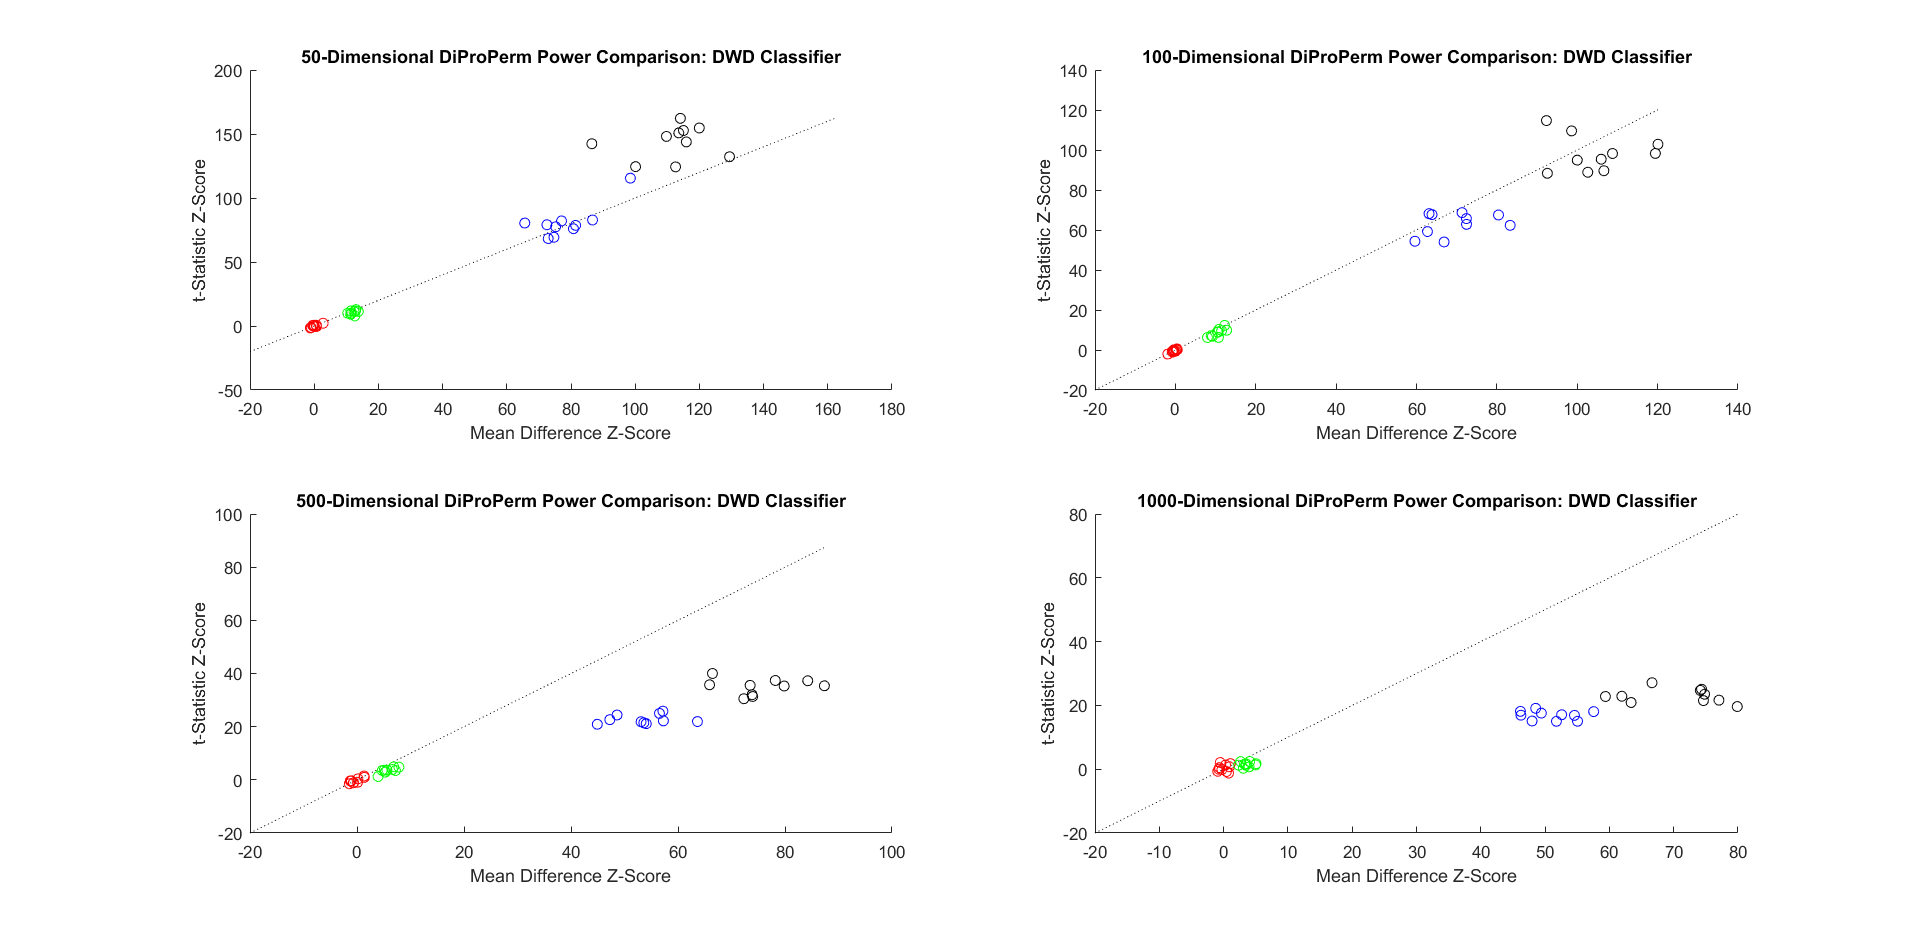 50-Dimensional DiProPerm Power Comparison: DWD Classifier
200
150
100
50
0
-50
t-Statistic Z-Score
-20 0 20 40 60 80 100 120 140 160 180
Mean Difference Z-Score
100-Dimensional DiProPerm Power Comparison: DWD Classifier
140
120
100
80
60
40
20
0
-20
t-Statistic Z-Score
-20 0 20 40 60 80 100 120 140
Mean Difference Z-Score
500-Dimensional DiProPerm Power Comparison: DWD Classifier
100
80
60
40
20
0
-20
t-Statistic Z-Score
-20 0 20 40 60 80 100
Mean Difference Z-Score
1000-Dimensional DiProPerm Power Comparison: DWD Classifier
80
60
40
20
0
-20
t-Statistic Z-Score
-20 -10 0 10 20 30 40 50 60 70 80
Mean Difference Z-Score